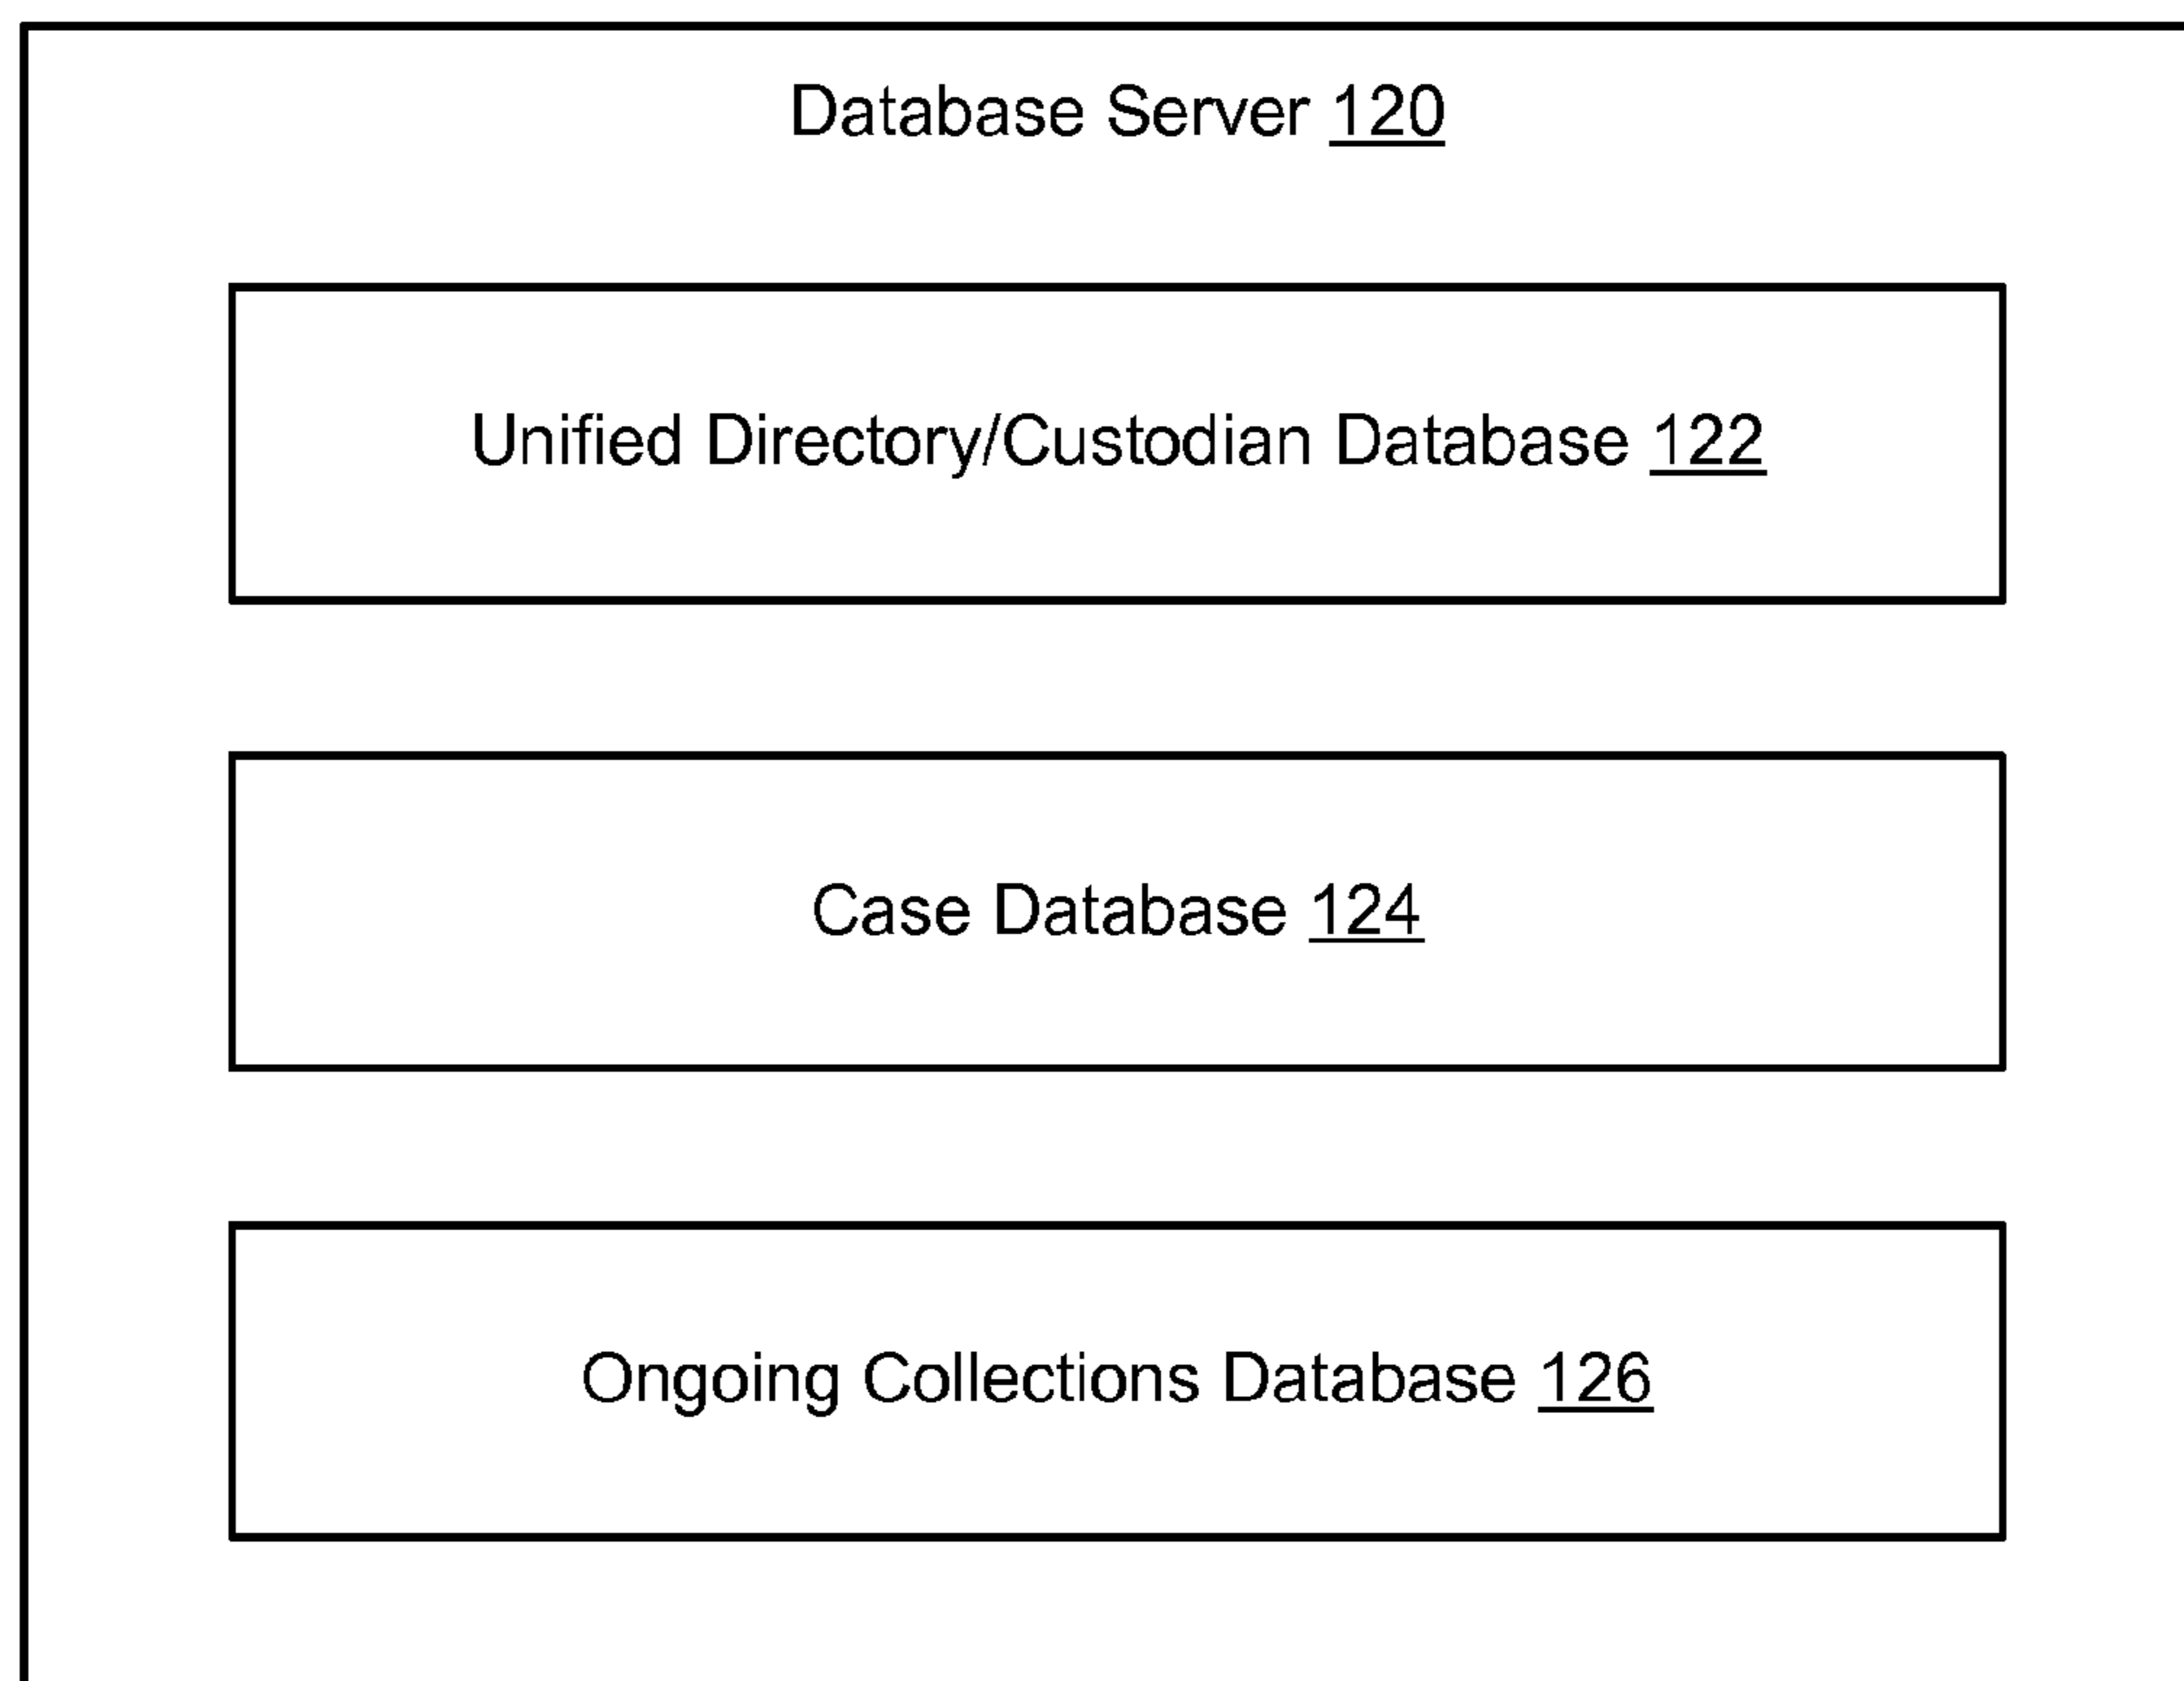 Database Server 120
Unified Directory/Custodian Database 122
Case Database 124
Ongoing Collections Database 126